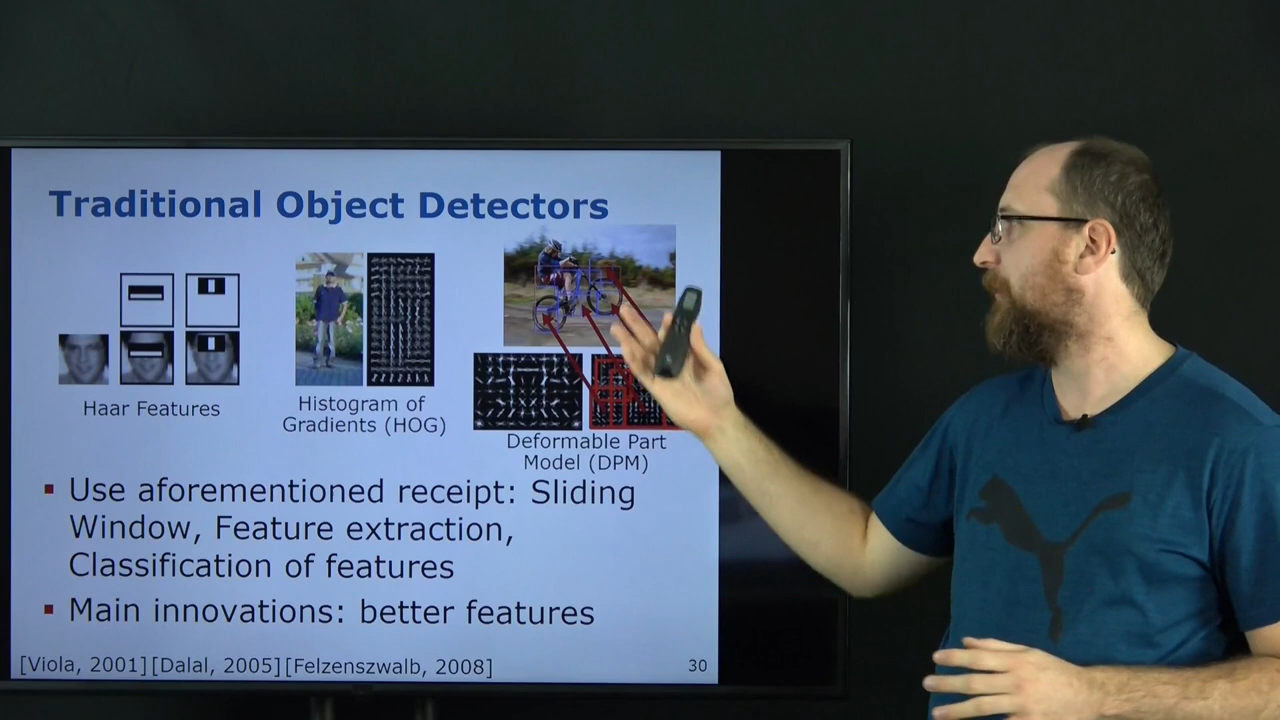 Traditional Object Detectors
Haar Features
Histogram of
Gradients (HOG)
Deformable Part
Model (DPM)
▪ Use aforementioned receipt: Sliding
Window, Feature extraction,
Classification of features
▪ Main innovations: better features
[Viola, 2001][Dalal, 2005][Felzenszwalb, 2008]
30